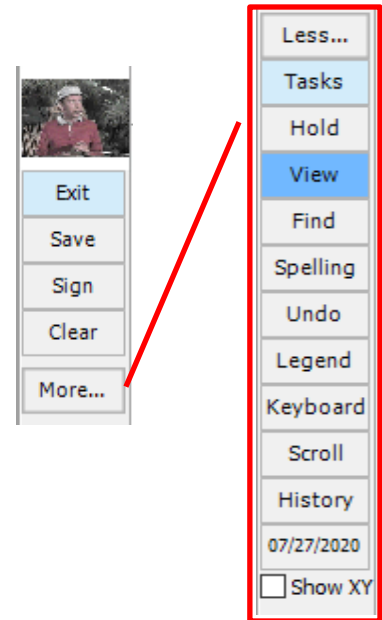 Exit
Save
Sign
Clear
More...
Less...
Tasks
Hold
View
Find
Spelling
Undo
Legend
Keyboard
Scroll
History
07/27/2020
Show XY